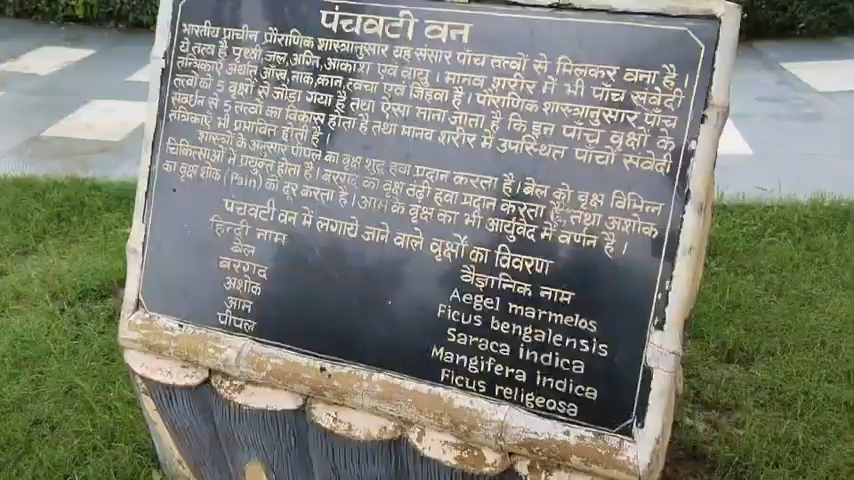 पंचवटी वन
भारतीय प्राचीन पौराणिक शास्त्रानुसार यह संसार पाँच तत्वों से मिलकर बना है।
ये तत्व हैं पृथ्वी, जल, अग्नि, आकाश एवं वायु। मानव शरीर में भी पाँच संवेदी
तन्त्रिकाएं अर्थात् आँख, नाक, कान, त्वचा एवं जिहवा है। पौराणिक शास्त्रानुसार पाँच
तत्वों को 5 वृक्षों से जोड़ा गया है तथा ऐसा माना जाता है कि इन पाँचू वृक्षों के
संवर्धन से 5 तत्वों का विकास होता है तथा मानव शरीर में उपस्थित पाँचों संवेदी
तंत्रिकाएं भी प्रभावित होती हैं।
शास्त्रों के अनुसार पीपल का वृक्ष शुद्ध हवा प्रदान करता है। बेल को वृक्ष विभिन्न
चिकित्साओं में प्रयुक्त होता है। बरगद का वृक्ष ठंडी हवा प्रदान करता है, तथा अशोक
का वृक्ष शोक (Pain) को दूर करता है। आम के वृक्ष का भी आर्युवेद में वर्णन है।
पंचवटी वन में लगाये जाने वाले वृक्षों का विवरण
हिन्दी नाम वैज्ञानिक नाम
बैल Aegel marmelos
बरगद Ficus bengalensis
अशोक Saraca indica
आम Mangifera indica
पीपल Ficus religeosa